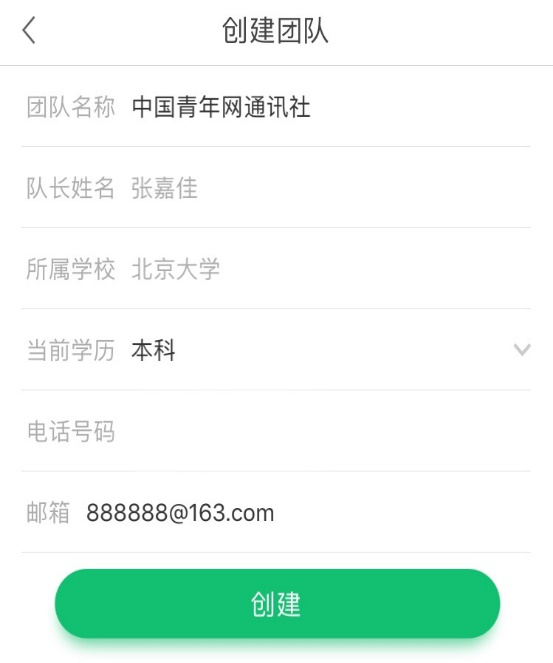 创建团队
团队名称 中国青年网通讯社
队长姓名 张嘉佳
所属学校 北京大学
当前学历 本科
电话号码
邮箱 888888@163.com
创建